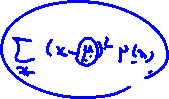 ∑ (x - μ)² p(x)
x